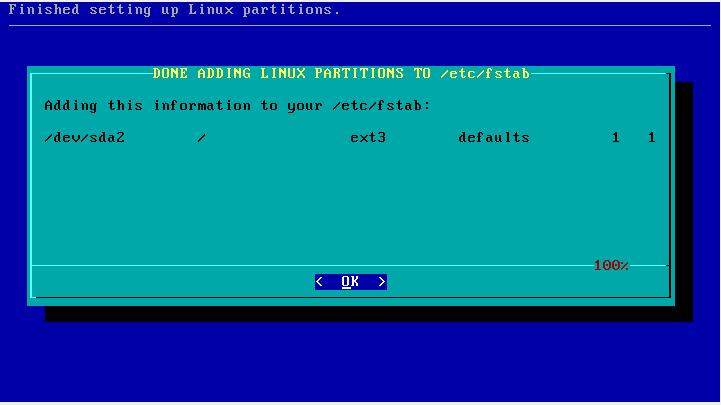 Finished setting up Linux partitions.
DONE ADDING LINUX PARTITIONS TO /etc/fstab
Adding this information to your /etc/fstab:
/dev/sda2 / ext3 defaults 1 1
100%
< OK >